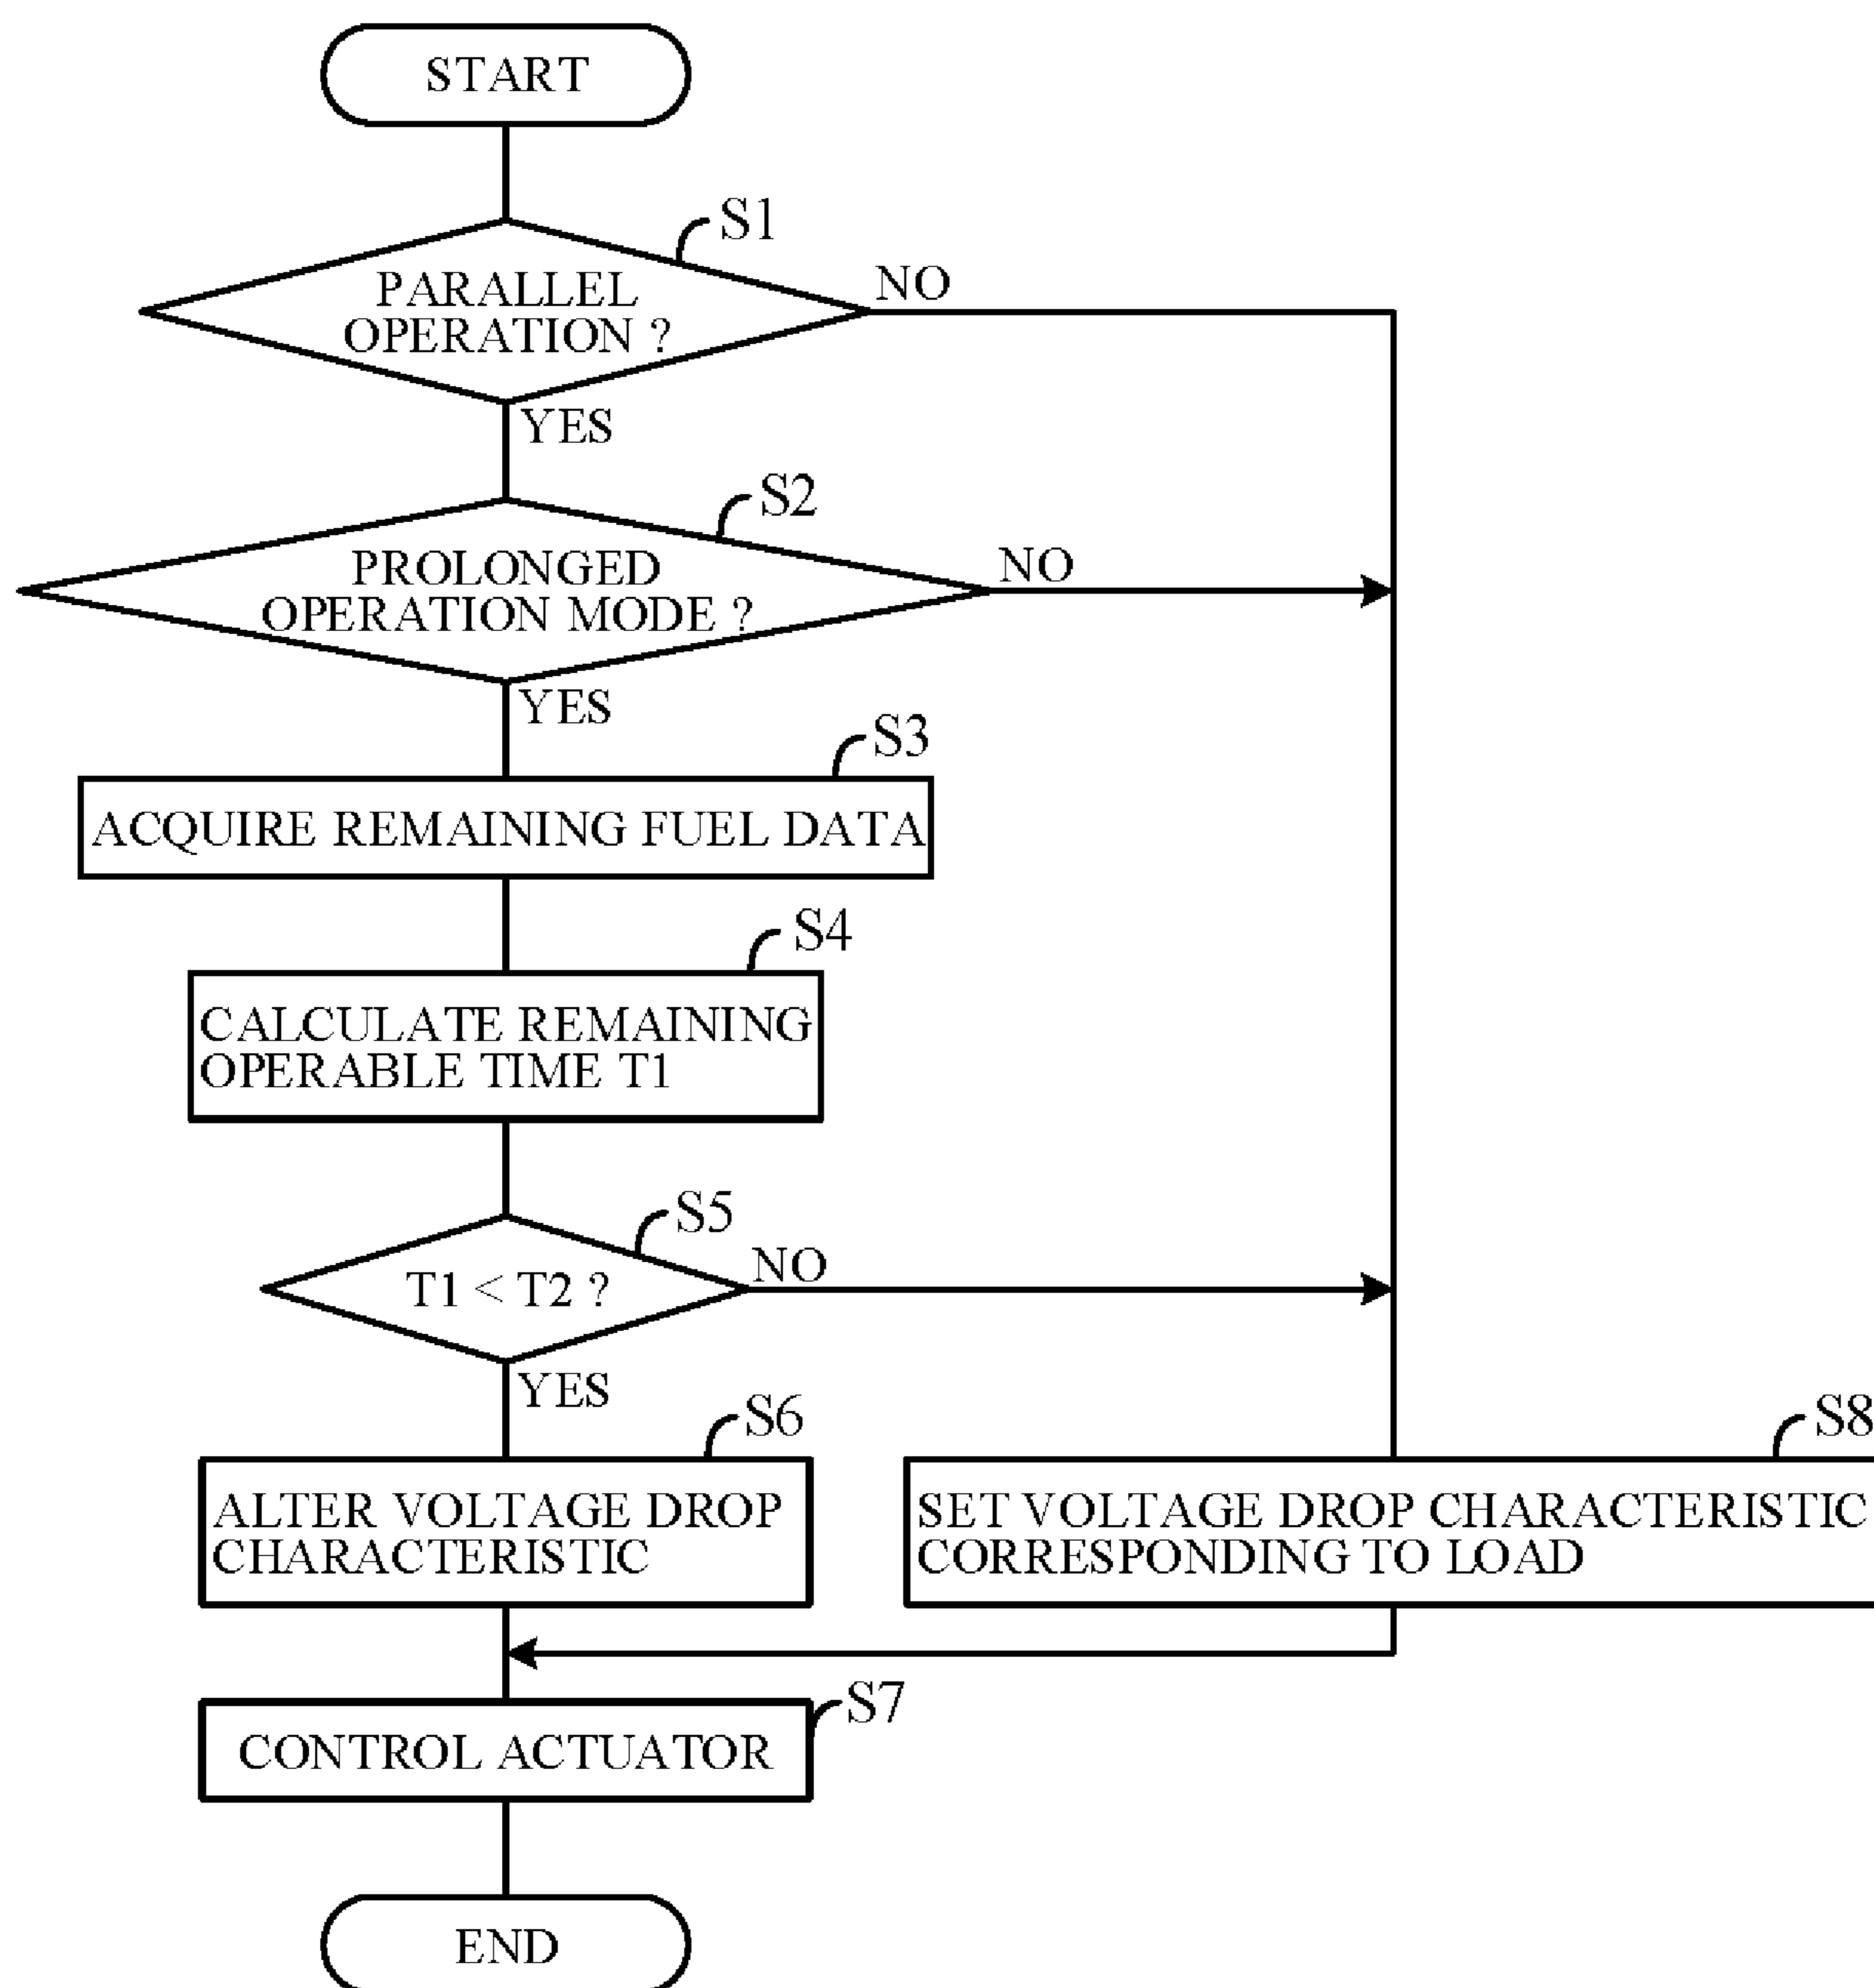 START
S1
PARALLEL
OPERATION ?
NO
YES
S2
PROLONGED
OPERATION MODE ?
NO
YES
S3
ACQUIRE REMAINING FUEL DATA
S4
CALCULATE REMAINING
OPERABLE TIME T1
S5
T1 < T2 ?
NO
YES
S6
ALTER VOLTAGE DROP
CHARACTERISTIC
S8
SET VOLTAGE DROP CHARACTERISTIC
CORRESPONDING TO LOAD
S7
CONTROL ACTUATOR
END